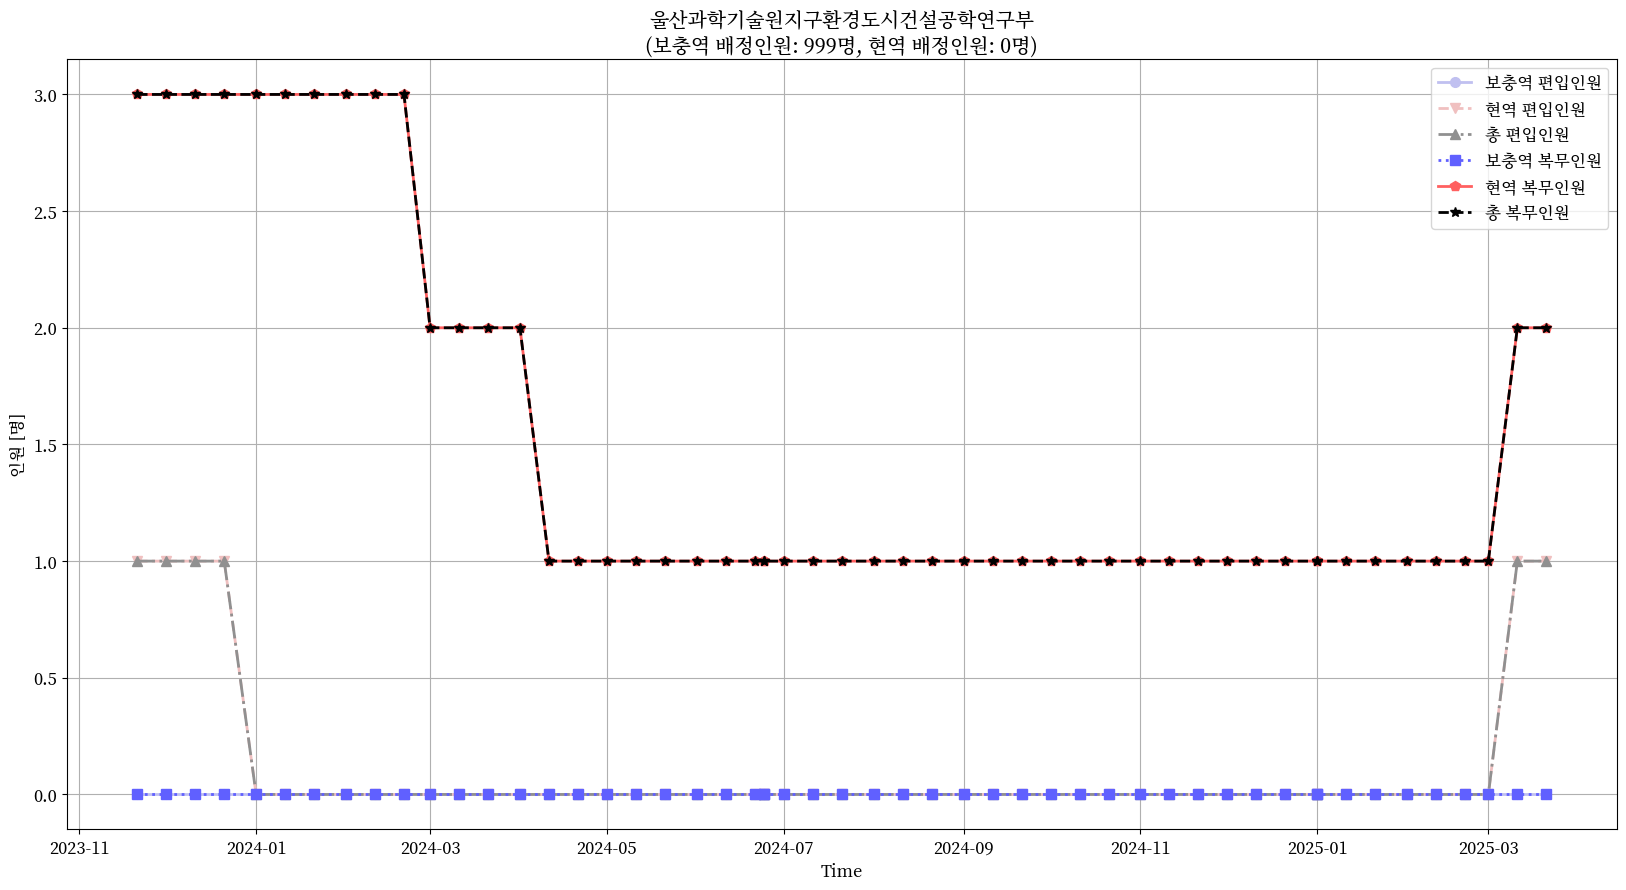 울산과학기술원지구환경도시건설공학연구부
(보충역 배정인원: 999명, 현역 배정인원: 0명)
보충역 편입인원
현역 편입인원
총 편입인원
보충역 복무인원
현역 복무인원
총 복무인원
인원 [명]
3.0
2.5
2.0
1.5
1.0
0.5
0.0
2023-11
2024-01
2024-03
2024-05
2024-07
2024-09
2024-11
2025-01
2025-03
Time